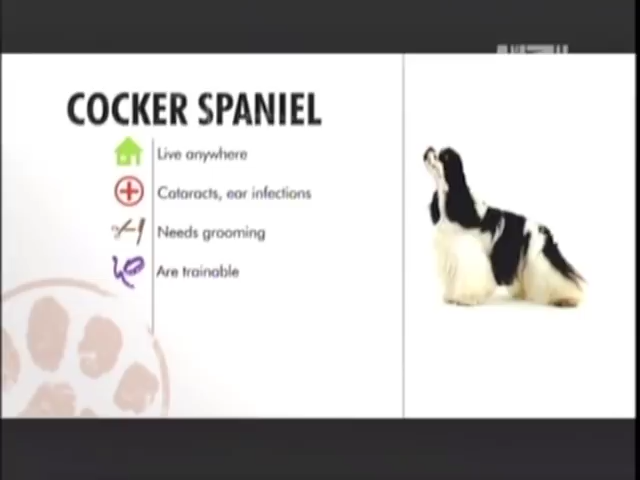 COCKER SPANIEL
Live anywhere
Cataracts, ear infections
Needs grooming
Are trainable